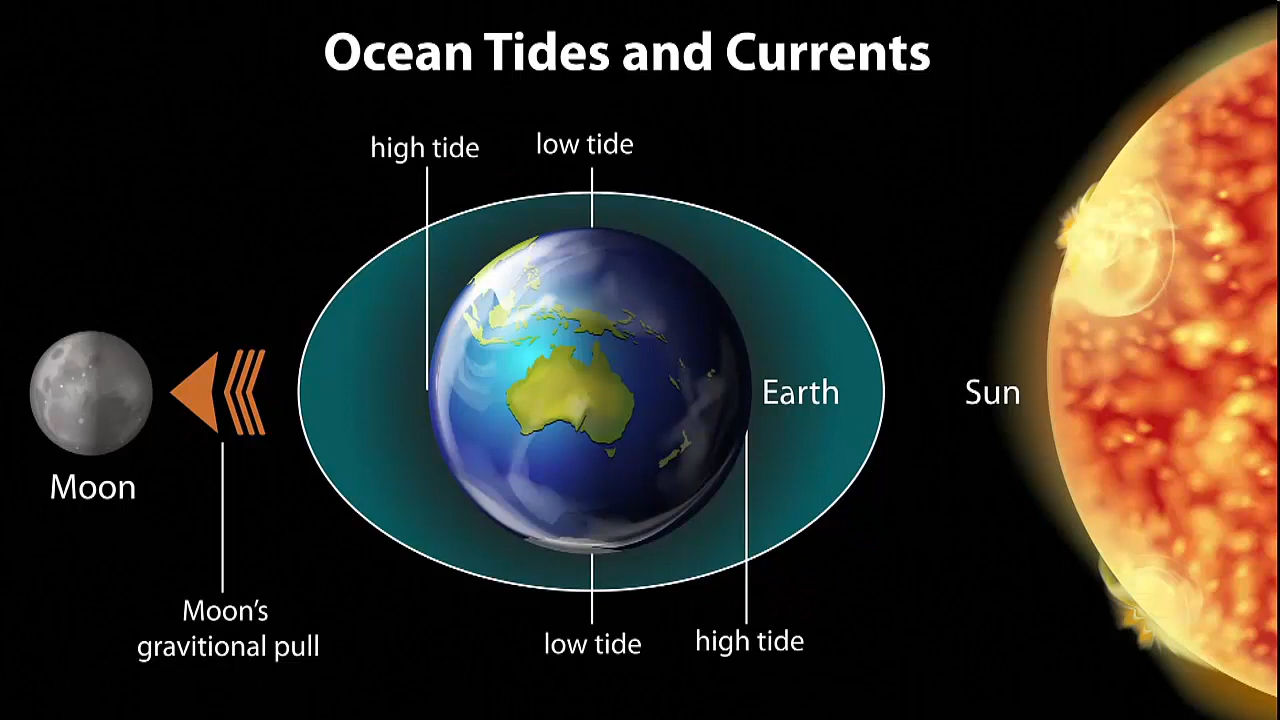 Ocean Tides and Currents
high tide
low tide
Earth
Sun
Moon
Moon's
gravitional pull
low tide
high tide